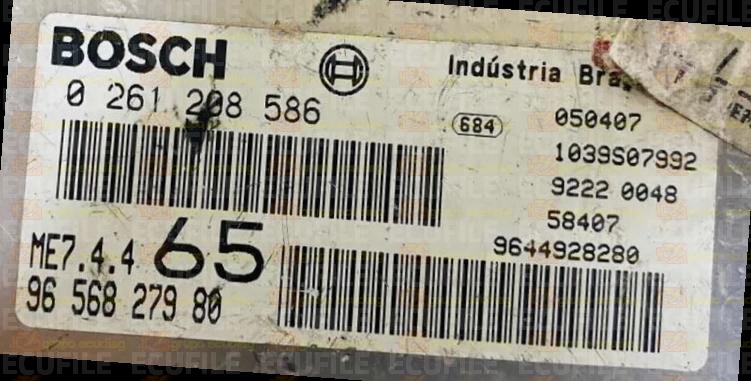 BOSCH
Indústria Bra
0 261 208 586
684
050407
1039S07992
9222 0048
58407
9644928280
ME7.4.4 65
96 568 279 80
ECUFILE